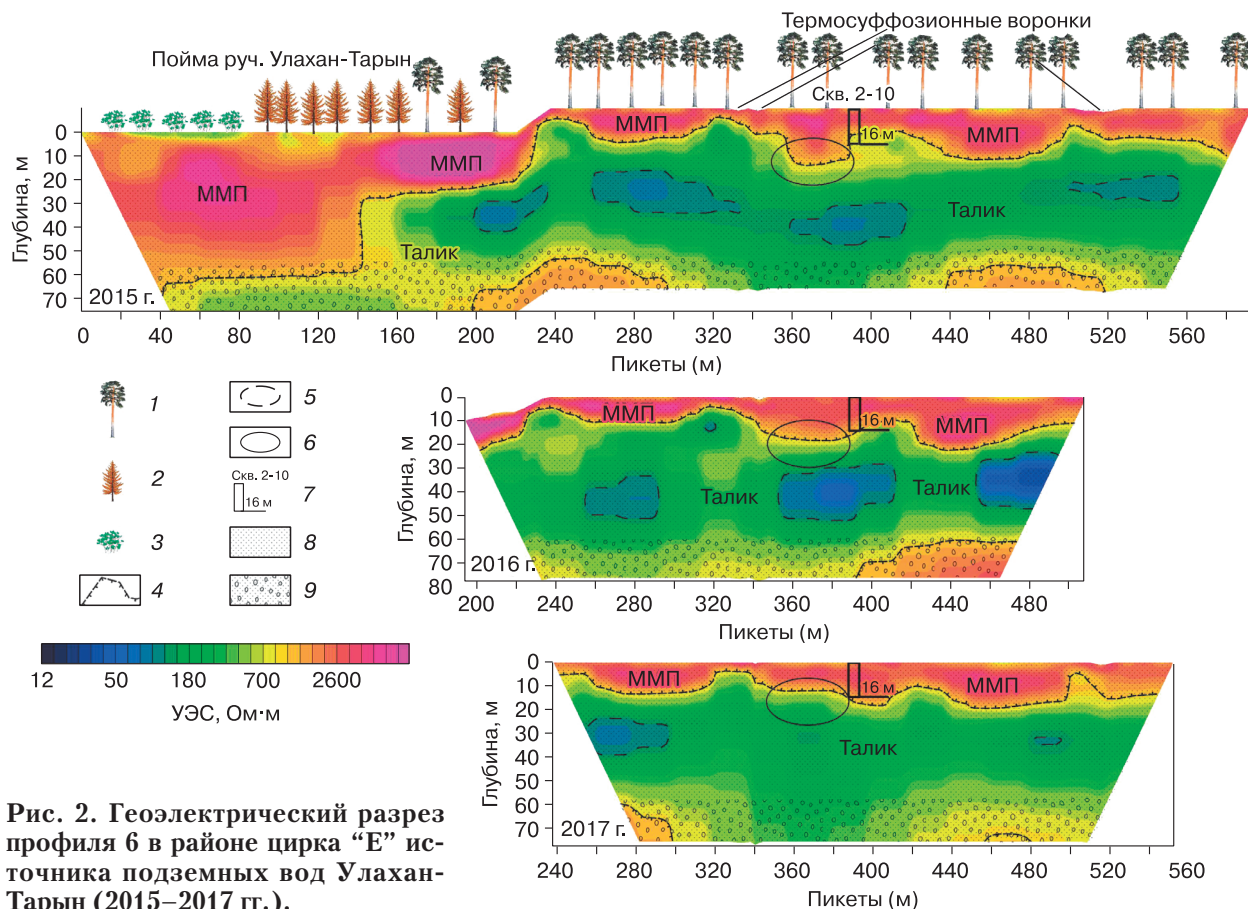 Термосуффозионные воронки
Пойма руч. Улахан-Тарын
Скв. 2-10
0
10
20
30
40
50
60
70
Глубина, м
ММП
ММП
ММП
ММП
16 м
Талик
Талик
2015 г.
0 40 80 120 160 200 240 280 320 360 400 440 480 520 560
Пикеты (м)
1
2
3
4
5
6
Скв. 2-10
16 м
7
8
9
12 50 180 700 2600
УЭС, Ом·м
0
10
20
30
40
50
60
70
80
Глубина, м
ММП
16 м
ММП
Талик
Талик
2016 г.
200 240 280 320 360 400 440 480
Пикеты (м)
0
10
20
30
40
50
60
70
Глубина, м
ММП
16 м
ММП
Талик
2017 г.
240 280 320 360 400 440 480 520
Пикеты (м)
Рис. 2. Геоэлектрический разрез
профиля 6 в районе цирка “Е” ис-
точника подземных вод Улахан-
Тарын (2015–2017 гг.).